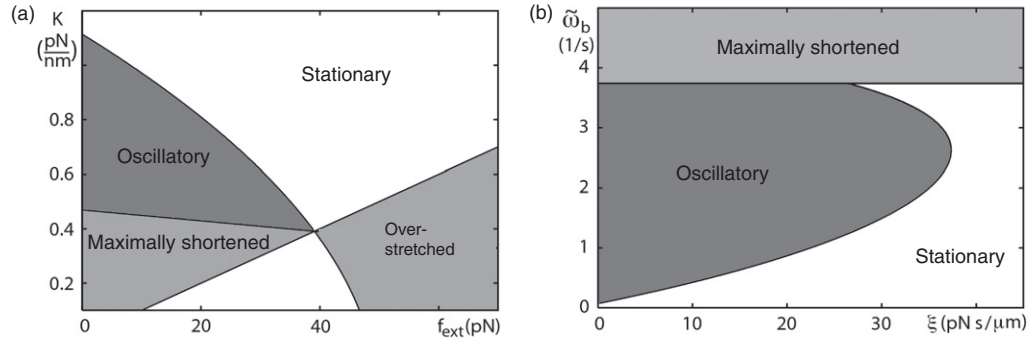 (a)
K
(pN/nm)
0.8
0.6
0.4
0.2
0
20
40
f_ext(pN)
Stationary
Oscillatory
Maximally shortened
Over-
stretched
(b)
ω̃_b
(1/s)
4
3
2
1
0
0
10
20
30
ξ(pN s/μm)
Maximally shortened
Oscillatory
Stationary